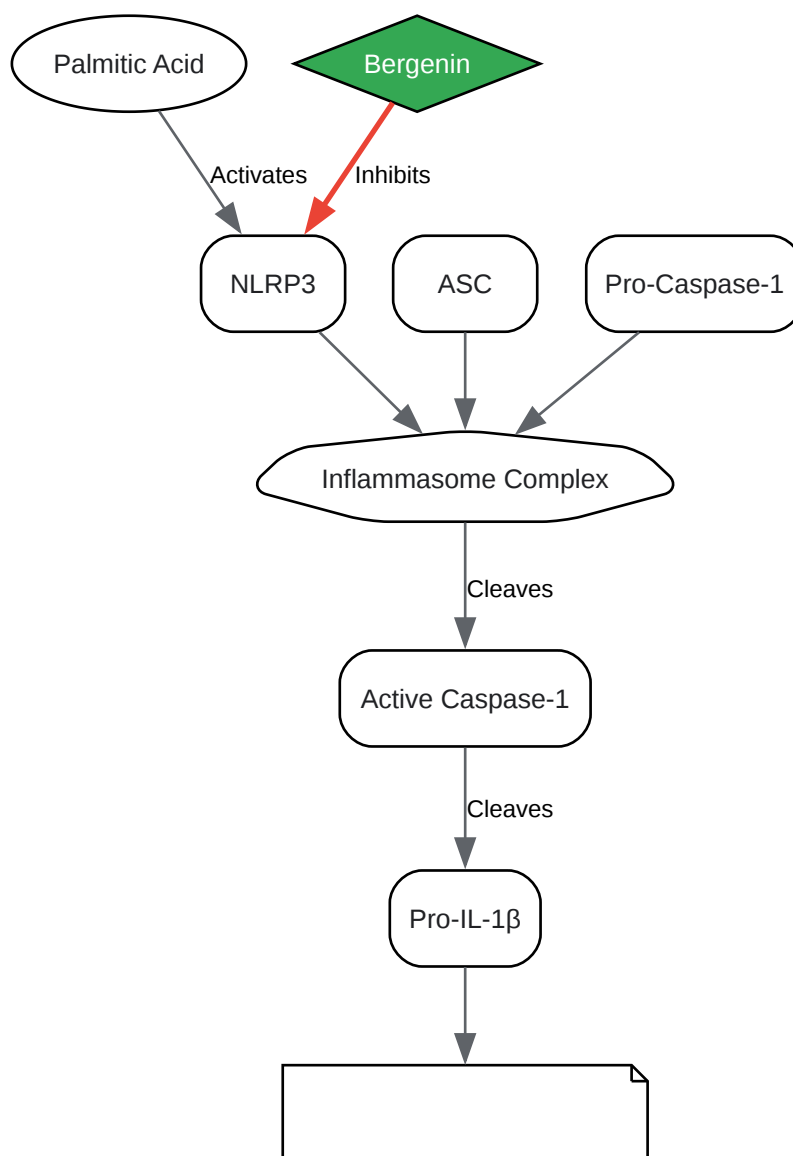 Palmitic Acid
Bergenin
Activates
Inhibits
NLRP3
ASC
Pro-Caspase-1
Inflammasome Complex
Cleaves
Active Caspase-1
Cleaves
Pro-IL-1β